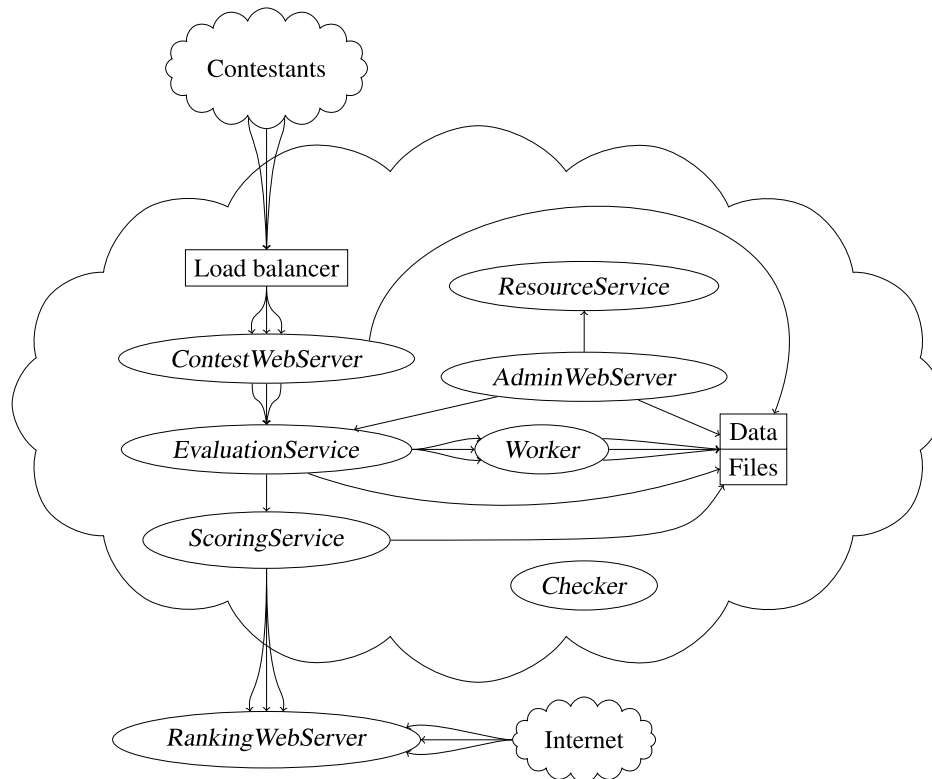 Contestants
Load balancer
ResourceService
ContestWebServer
AdminWebServer
Data
EvaluationService
Worker
Files
ScoringService
Checker
RankingWebServer
Internet